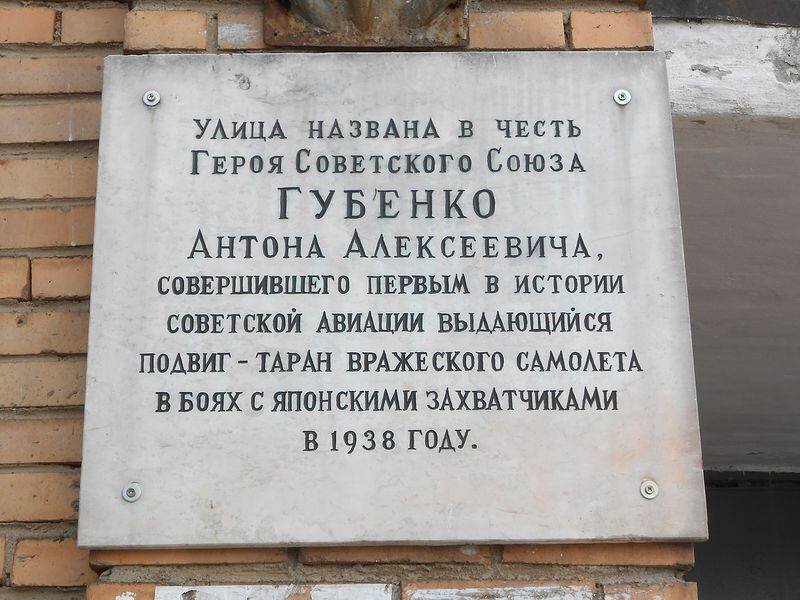 УЛИЦА НАЗВАНА В ЧЕСТЬ
ГЕРОЯ СОВЕТСКОГО СОЮЗА
ГУБЕНКО
АНТОНА АЛЕКСЕЕВИЧА,
СОВЕРШИВШЕГО ПЕРВЫМ В ИСТОРИИ
СОВЕТСКОЙ АВИАЦИИ ВЫДАЮЩИЙСЯ
ПОДВИГ - ТАРАН ВРАЖЕСКОГО САМОЛЕТА
В БОЯХ С ЯПОНСКИМИ ЗАХВАТЧИКАМИ
В 1938 ГОДУ.